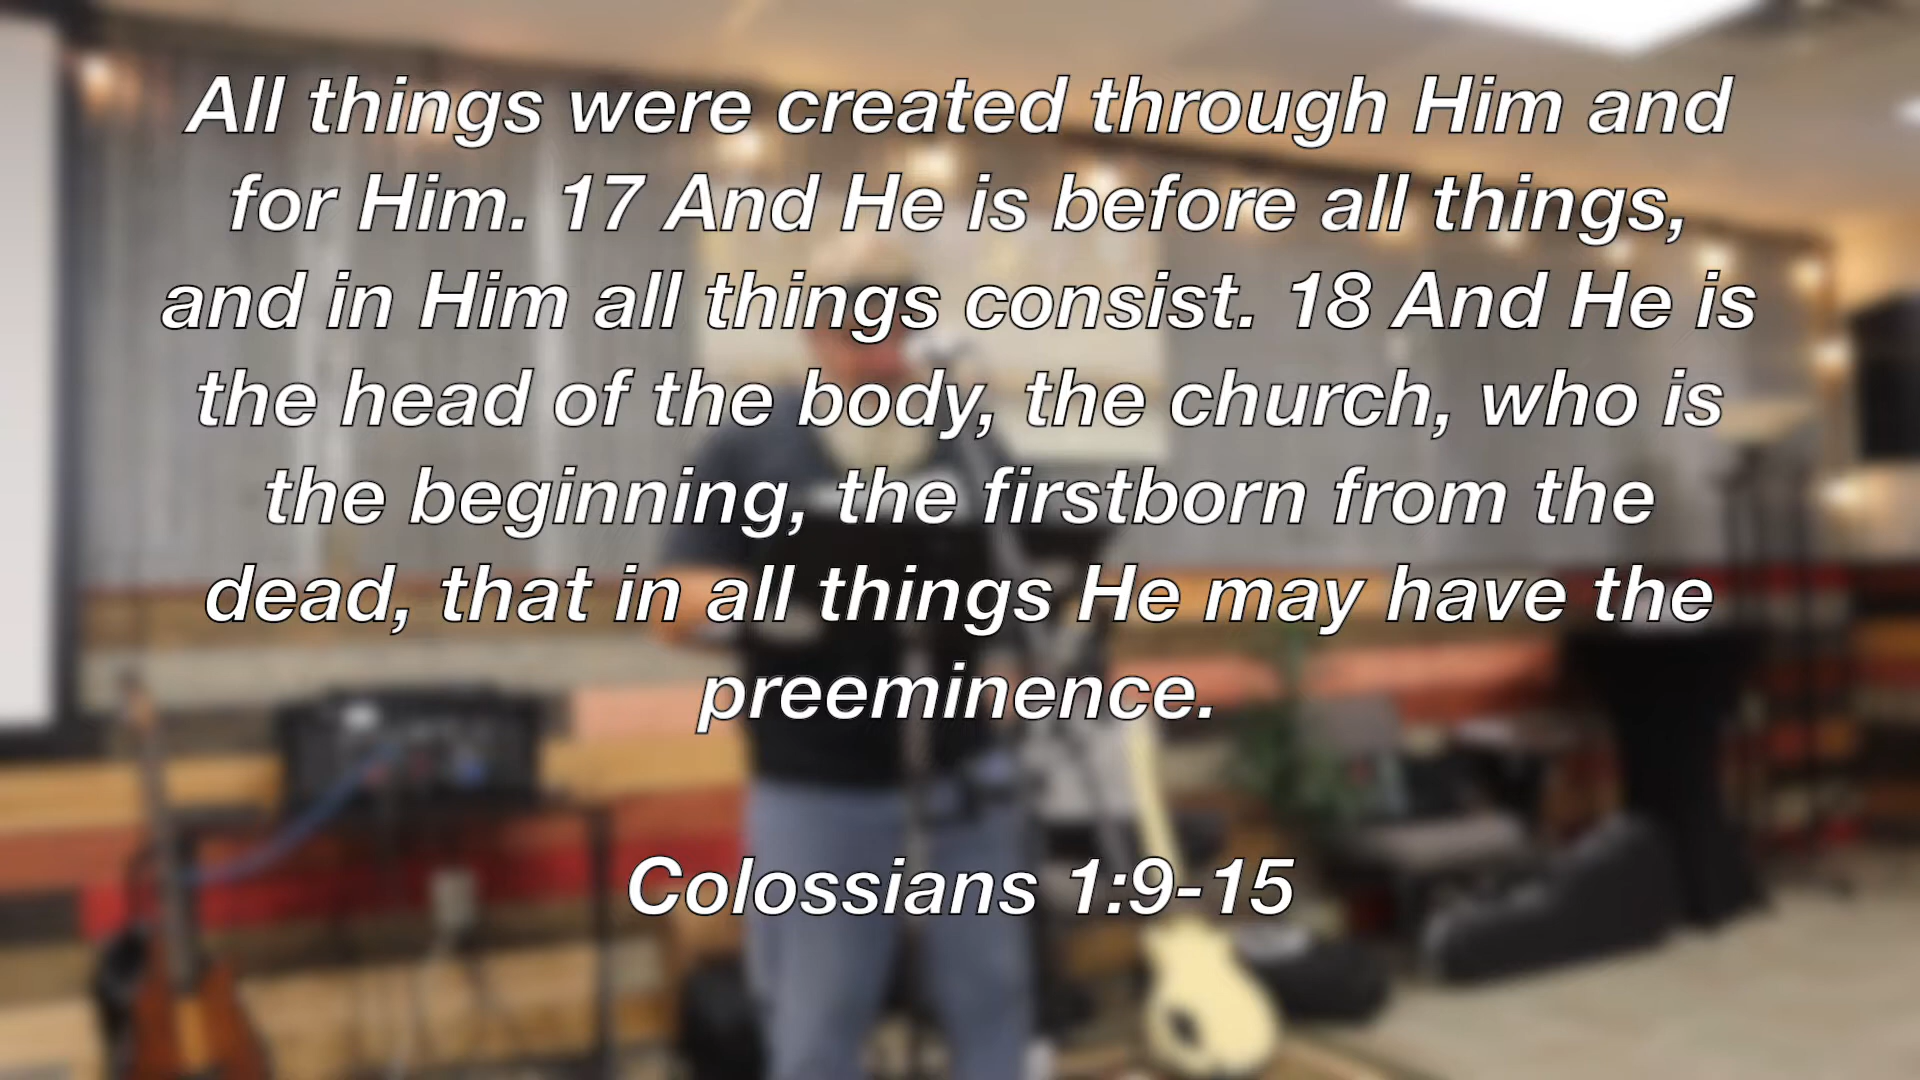 All things were created through Him and
for Him. 17 And He is before all things,
and in Him all things consist. 18 And He is
the head of the body, the church, who is
the beginning, the firstborn from the
dead, that in all things He may have the
preeminence.
Colossians 1:9-15